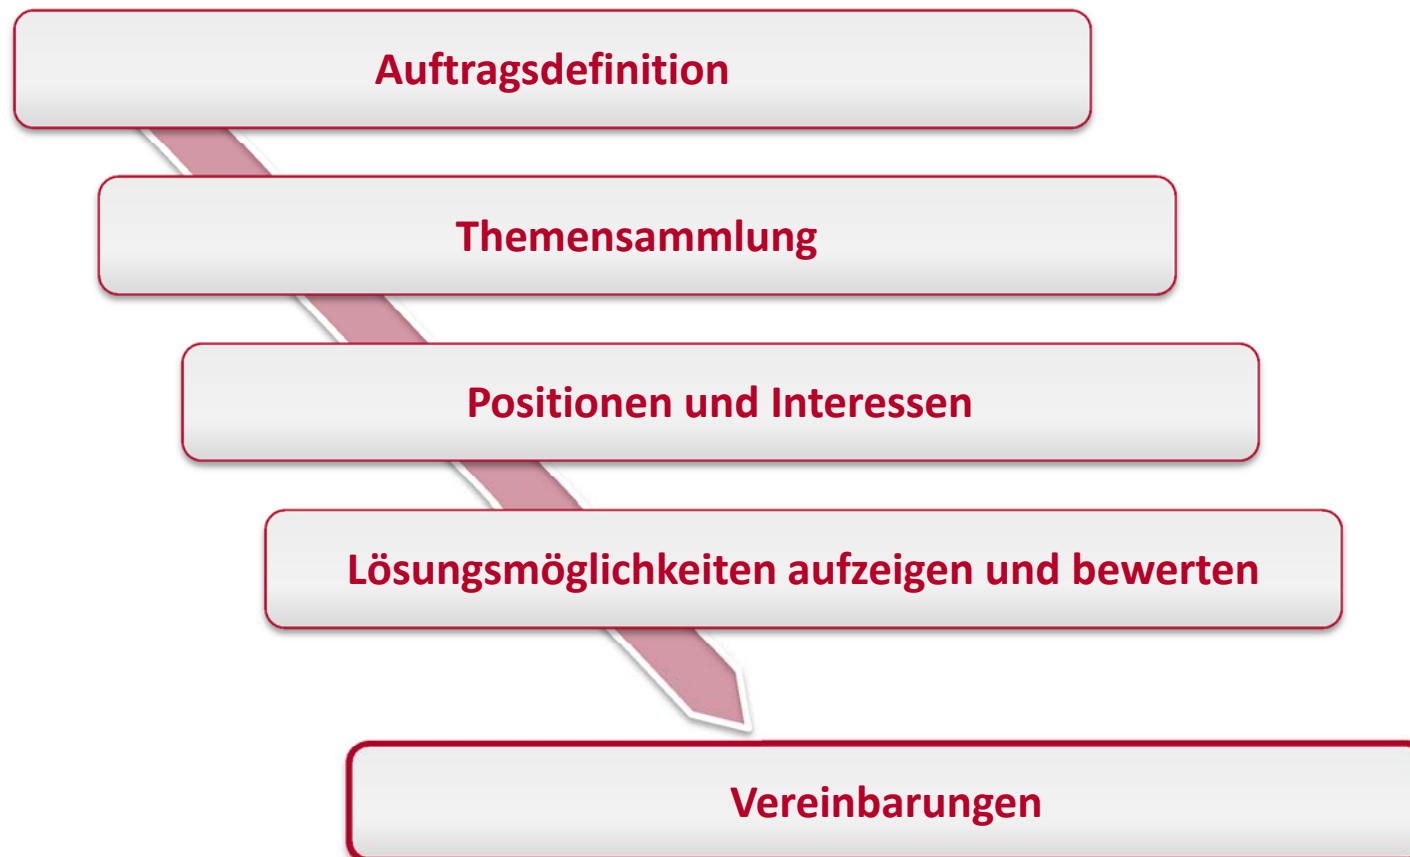 Auftragsdefinition
Themensammlung
Positionen und Interessen
Lösungsmöglichkeiten aufzeigen und bewerten
Vereinbarungen